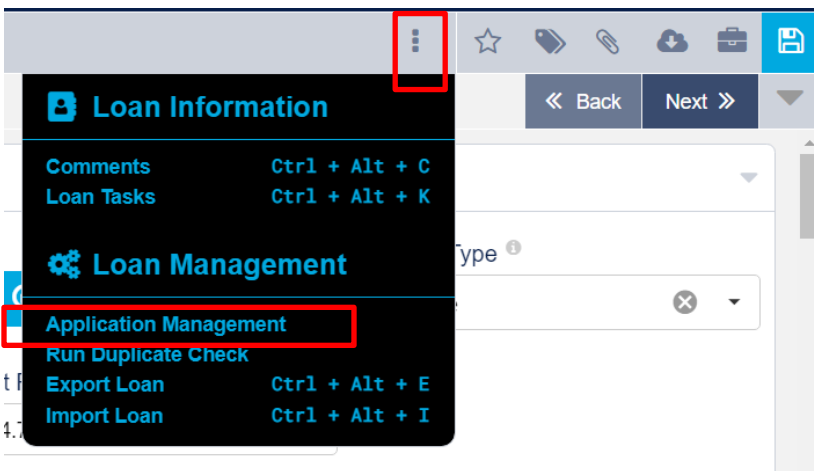 Back Next
Loan Information
Comments Ctrl + Alt + C
Loan Tasks Ctrl + Alt + K
Loan Management
Type
Application Management
Run Duplicate Check
Export Loan Ctrl + Alt + E
Import Loan Ctrl + Alt + I